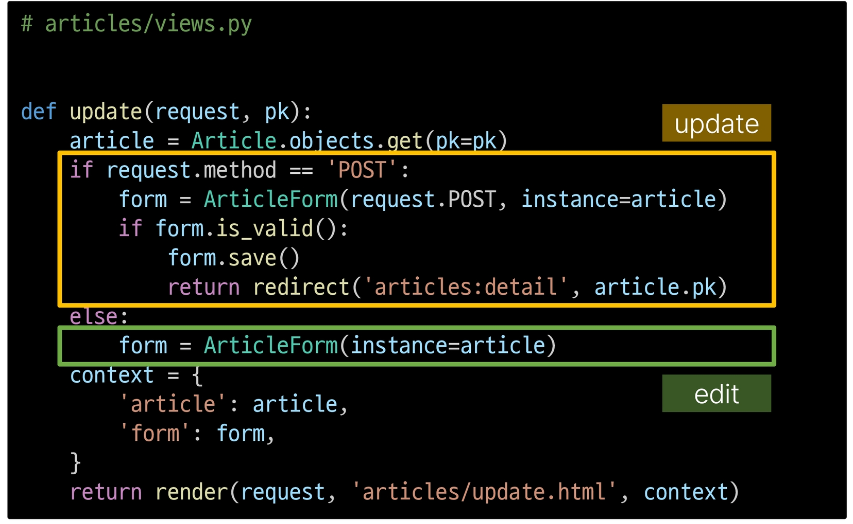 # articles/views.py
def update(request, pk):
update
    article = Article.objects.get(pk=pk)
    if request.method == 'POST':
        form = ArticleForm(request.POST, instance=article)
        if form.is_valid():
            form.save()
            return redirect('articles:detail', article.pk)
    else:
        form = ArticleForm(instance=article)
    context = {
edit
        'article': article,
        'form': form,
    }
    return render(request, 'articles/update.html', context)